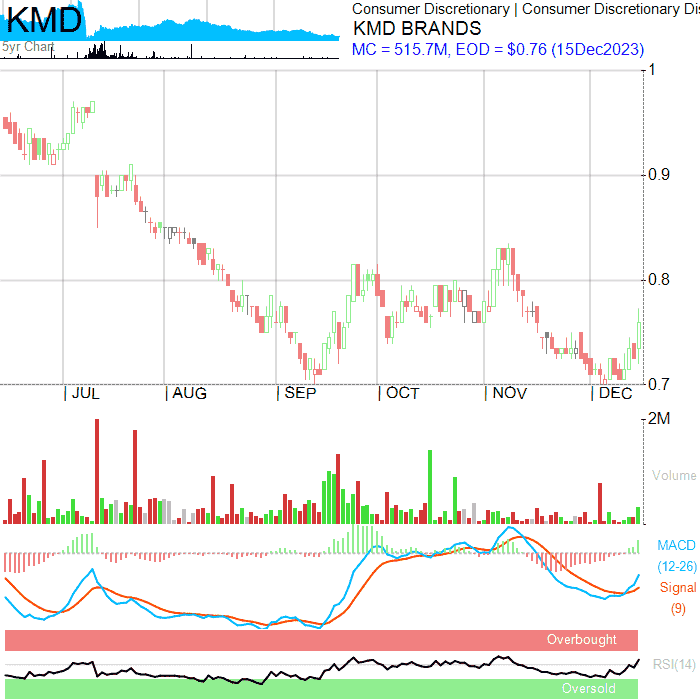 KMD
5yr Chart
Consumer Discretionary | Consumer Discretionary Dis
KMD BRANDS
MC = 515.7M, EOD = $0.76 (15Dec2023)
1
0.9
0.8
0.7
| JUL | AUG | SEP | OCT | NOV | DEC
2M
Volume
MACD
(12-26)
Signal
(9)
Overbought
RSI(14)
Oversold